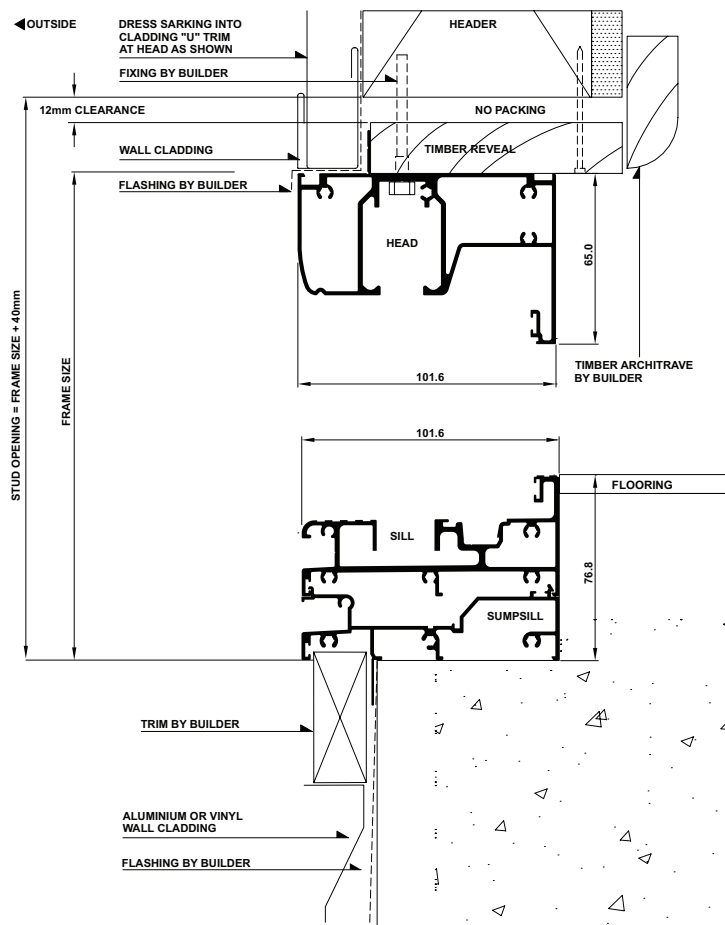 OUTSIDE
DRESS SARKING INTO
CLADDING "U" TRIM
AT HEAD AS SHOWN
HEADER
FIXING BY BUILDER
12mm CLEARANCE
NO PACKING
WALL CLADDING
TIMBER REVEAL
FLASHING BY BUILDER
HEAD
65.0
TIMBER ARCHITRAVE
BY BUILDER
101.6
STUD OPENING = FRAME SIZE + 40mm
FRAME SIZE
101.6
FLOORING
SILL
76.8
SUMPSILL
TRIM BY BUILDER
ALUMINIUM OR VINYL
WALL CLADDING
FLASHING BY BUILDER